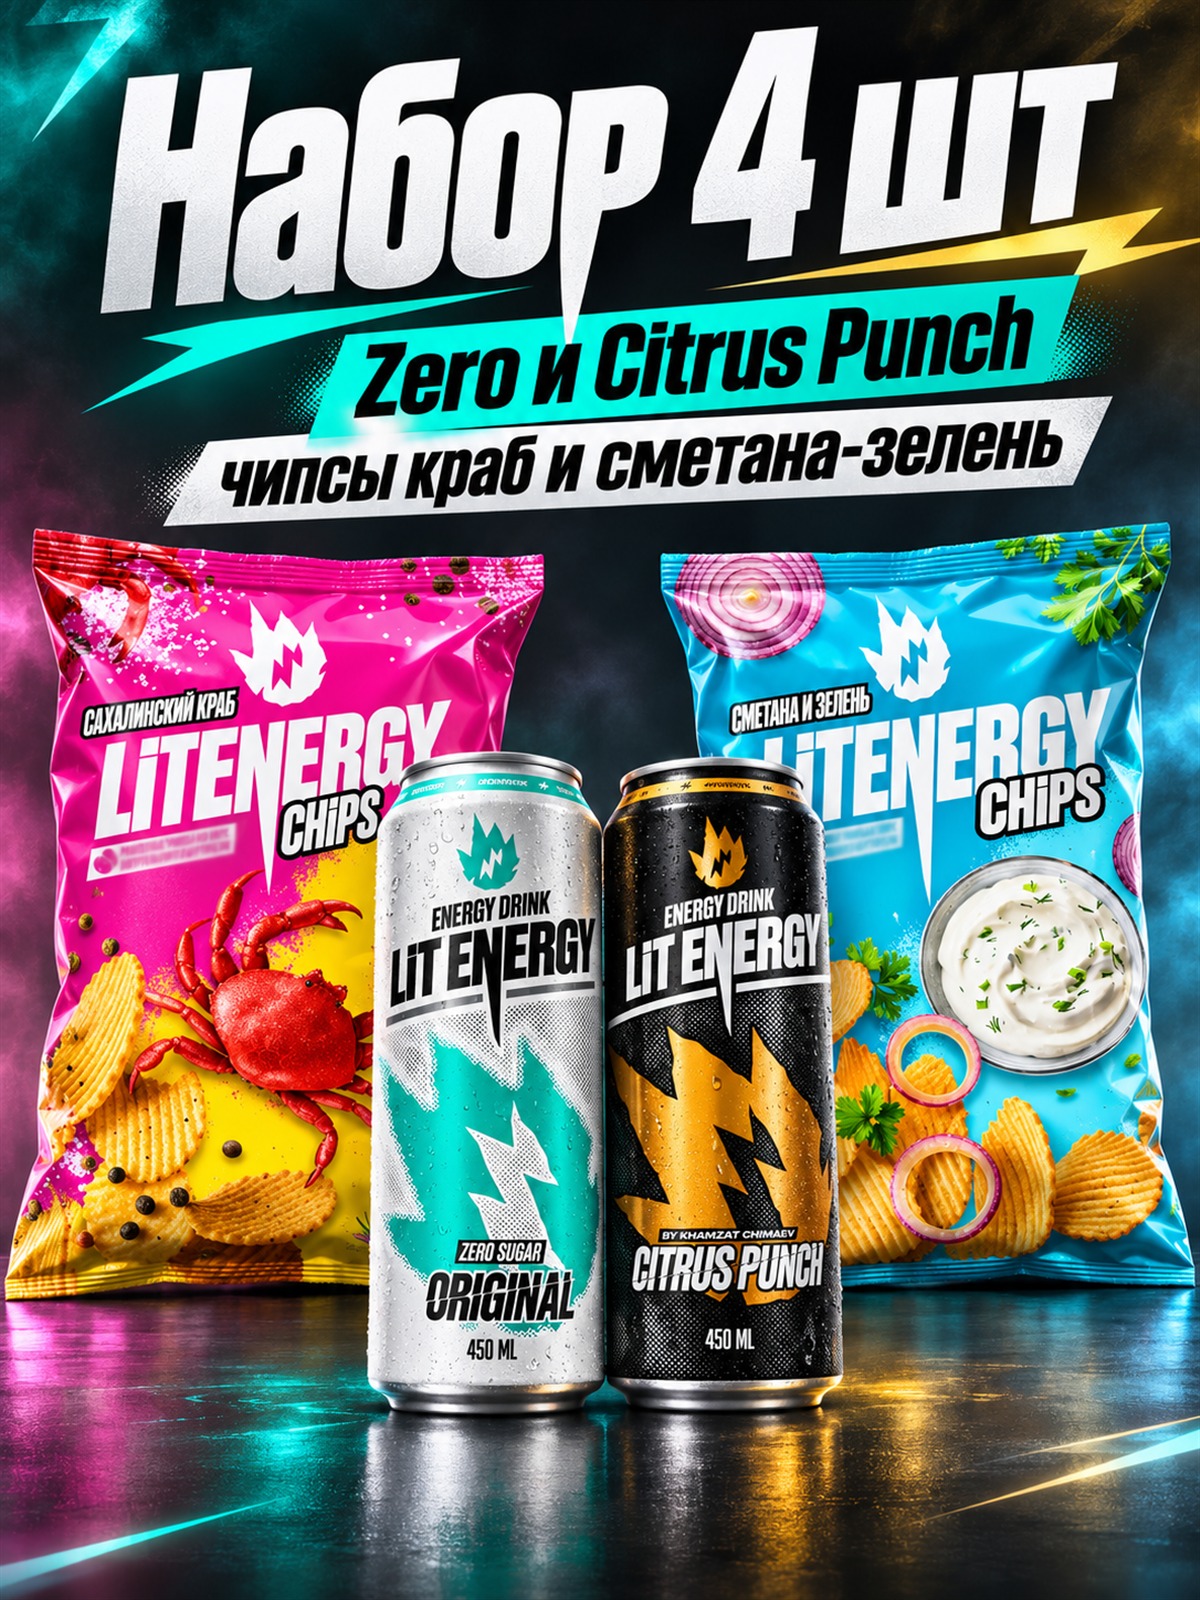 Набор 4 шт
Zero и Citrus Punch
чипсы краб и сметана-зелень
САХАЛИНСКИЙ КРАБ
LiTENERGY
CHiPS
СМЕТАНА И ЗЕЛЕНЬ
LiTENERGY
CHiPS
ENERGY DRINK
LiT ENERGY
ZERO SUGAR
ORIGINAL
450 ML
ENERGY DRINK
LiT ENERGY
BY KHAMZAT CHIMAEV
CITRUS PUNCH
450 ML